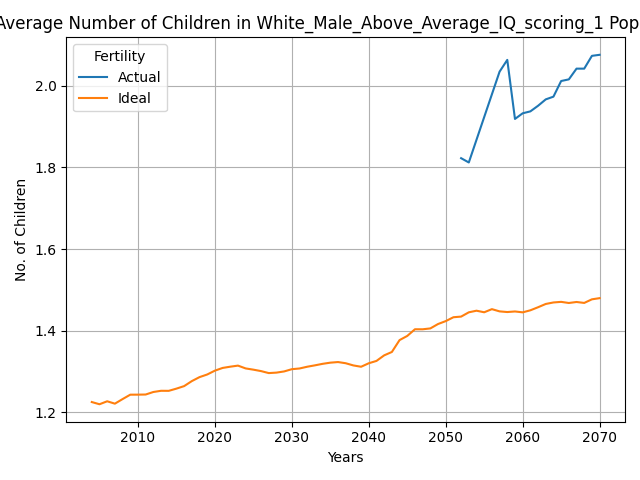 Average Number of Children in White_Male_Above_Average_IQ_scoring_1 Pop
Fertility
Actual
Ideal
2.0
1.8
1.6
1.4
1.2
No. of Children
2010 2020 2030 2040 2050 2060 2070
Years